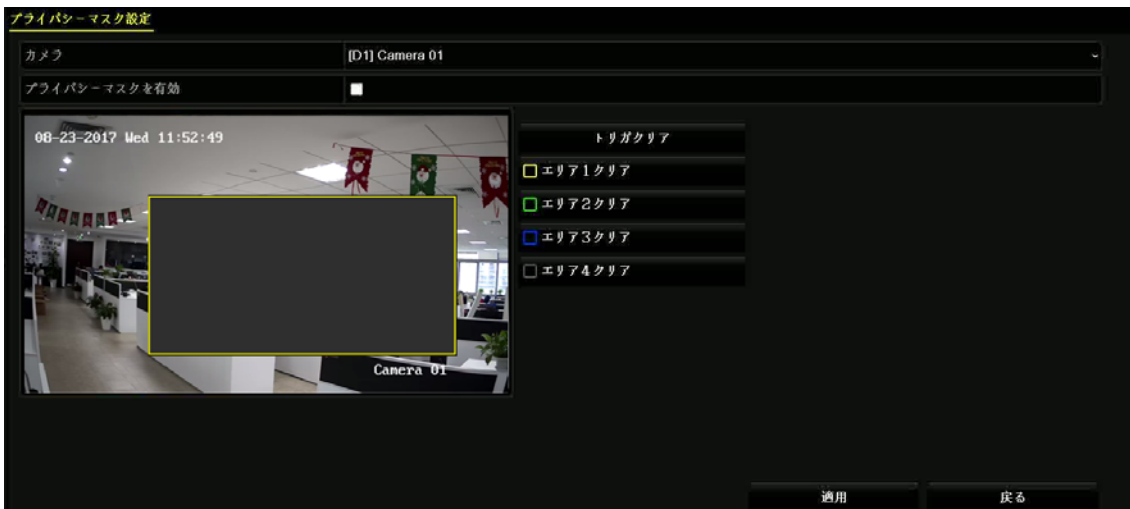 プライバシーマスク設定
カメラ [D1] Camera 01
プライバシーマスクを有効
08-23-2017 Wed 11:52:49
トリガクリア
エリア1クリア
エリア2クリア
エリア3クリア
エリア4クリア
Camera 01
適用 戻る